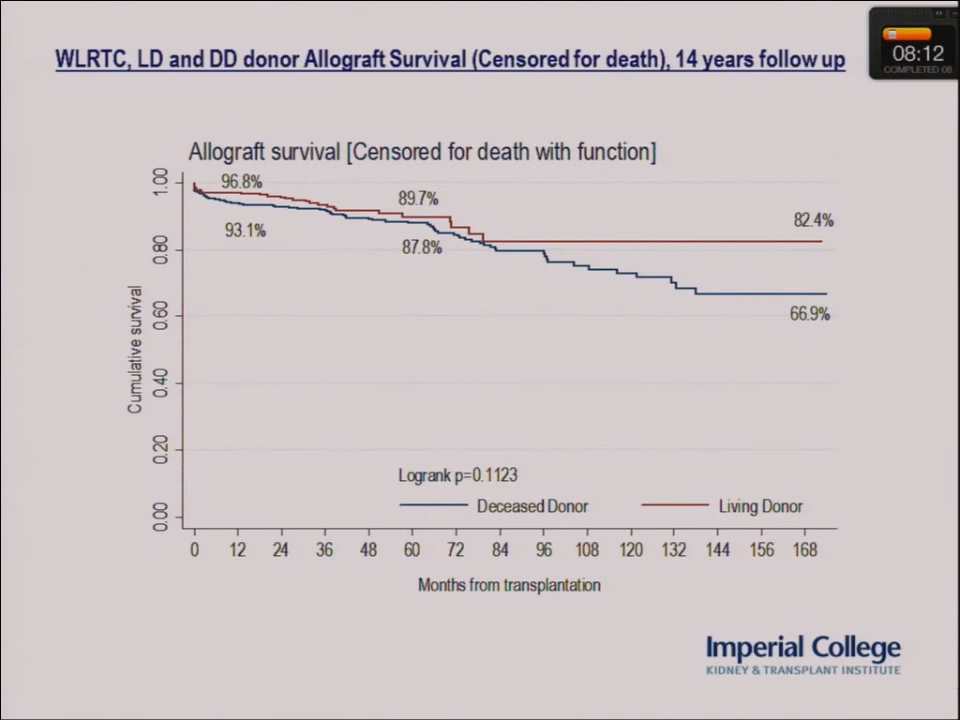 WLRTC, LD and DD donor Allograft Survival (Censored for death), 14 years follow up
08:12
COMPLETED 08
Allograft survival [Censored for death with function]
1.00
0.80
0.60
0.40
0.20
0.00
Cumulative survival
96.8%
93.1%
89.7%
87.8%
82.4%
66.9%
Logrank p=0.1123
Deceased Donor
Living Donor
0 12 24 36 48 60 72 84 96 108 120 132 144 156 168
Months from transplantation
Imperial College
KIDNEY & TRANSPLANT INSTITUTE